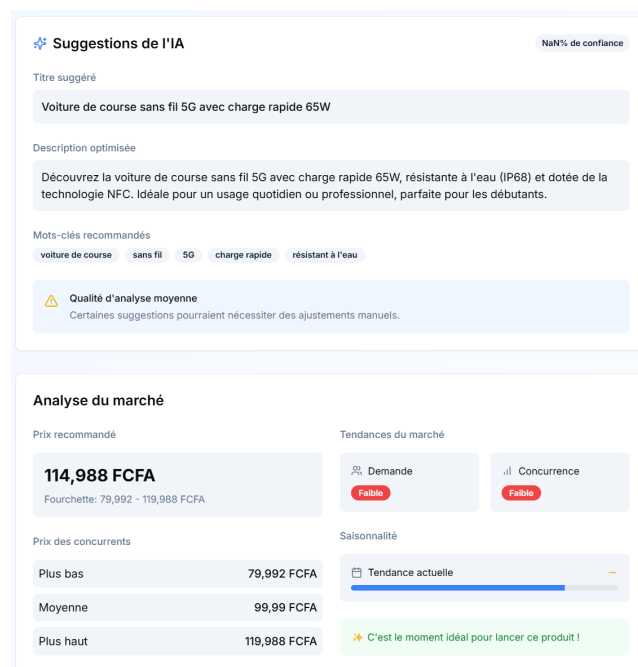 Suggestions de l'IA
NaN% de confiance
Titre suggéré
Voiture de course sans fil 5G avec charge rapide 65W
Description optimisée
Découvrez la voiture de course sans fil 5G avec charge rapide 65W, résistante à l'eau (IP68) et dotée de la
technologie NFC. Idéale pour un usage quotidien ou professionnel, parfaite pour les débutants.
Mots-clés recommandés
voiture de course sans fil 5G charge rapide résistant à l'eau
Qualité d'analyse moyenne
Certaines suggestions pourraient nécessiter des ajustements manuels.
Analyse du marché
Prix recommandé
114,988 FCFA
Fourchette: 79,992 - 119,988 FCFA
Prix des concurrents
Plus bas 79,992 FCFA
Moyenne 99,99 FCFA
Plus haut 119,988 FCFA
Tendances du marché
Demande
Faible
Concurrence
Faible
Saisonnalité
Tendance actuelle
C'est le moment idéal pour lancer ce produit !